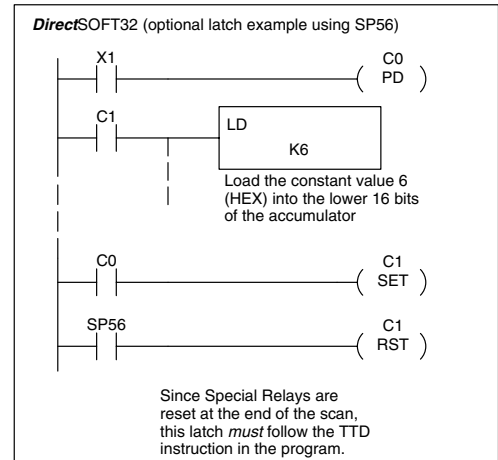 DirectSOFT32 (optional latch example using SP56)
X1
C0
PD
C1
LD
K6
Load the constant value 6
(HEX) into the lower 16 bits
of the accumulator
C0
C1
SET
SP56
C1
RST
Since Special Relays are
reset at the end of the scan,
this latch must follow the TTD
instruction in the program.